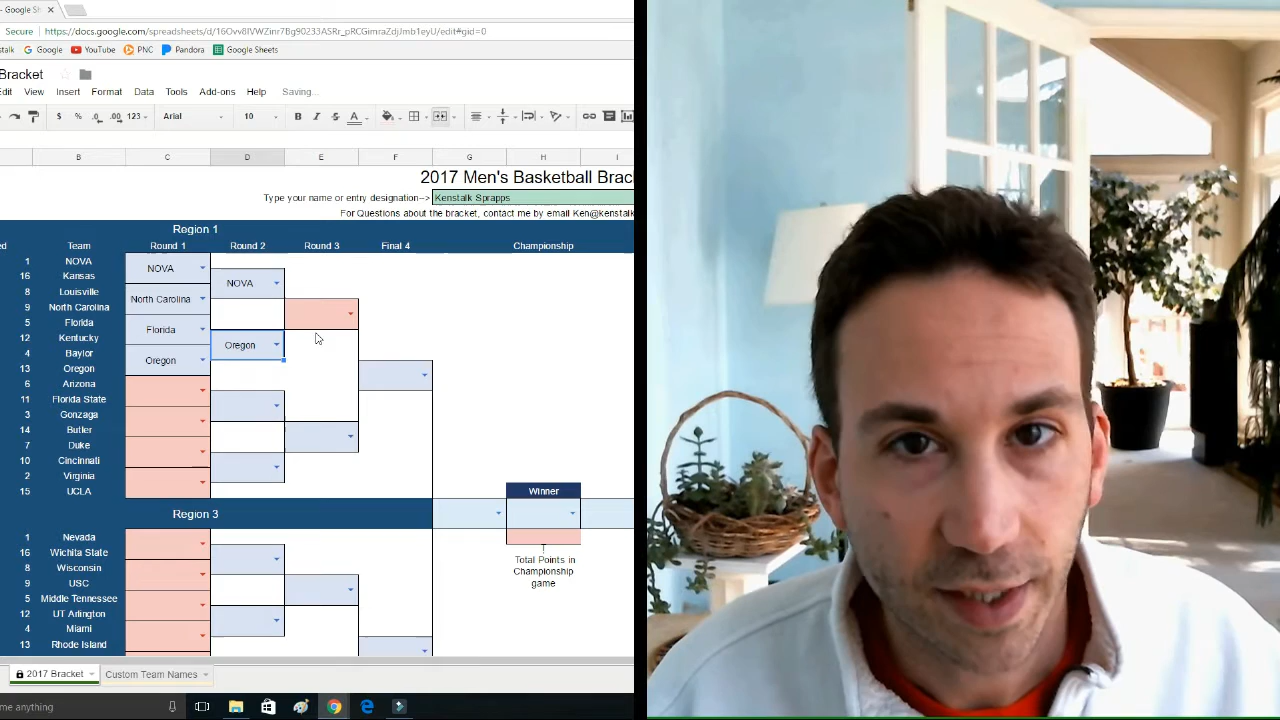 - Google Sh
Secure https://docs.google.com/spreadsheets/d/
/edit#gid=0
Google YouTube PNC Pandora Google Sheets
Bracket
View Insert Format Data Tools Add-ons Help Saving...
$ % .0 .00 123 Arial 10 B I S A
B C D E F G H I
2017 Men's Basketball Brac
Type your name or entry designation--> Kenstalk Sprapps
For Questions about the bracket, contact me by email Ken@Kenstalk
Region 1
Team Round 1 Round 2 Round 3 Final 4 Championship
1 NOVA NOVA
16 Kansas NOVA
8 Louisville North Carolina
9 North Carolina
5 Florida Florida
12 Kentucky Oregon
4 Baylor Oregon
13 Oregon
6 Arizona
11 Florida State
3 Gonzaga
14 Butler
7 Duke
10 Cincinnati
2 Virginia
15 UCLA Winner
Region 3
1 Nevada
16 Wichita State
8 Wisconsin
9 USC
5 Middle Tennessee
12 UT Arlington
4 Miami
13 Rhode Island
Total Points in
Championship
game
2017 Bracket Custom Team Names
me anything